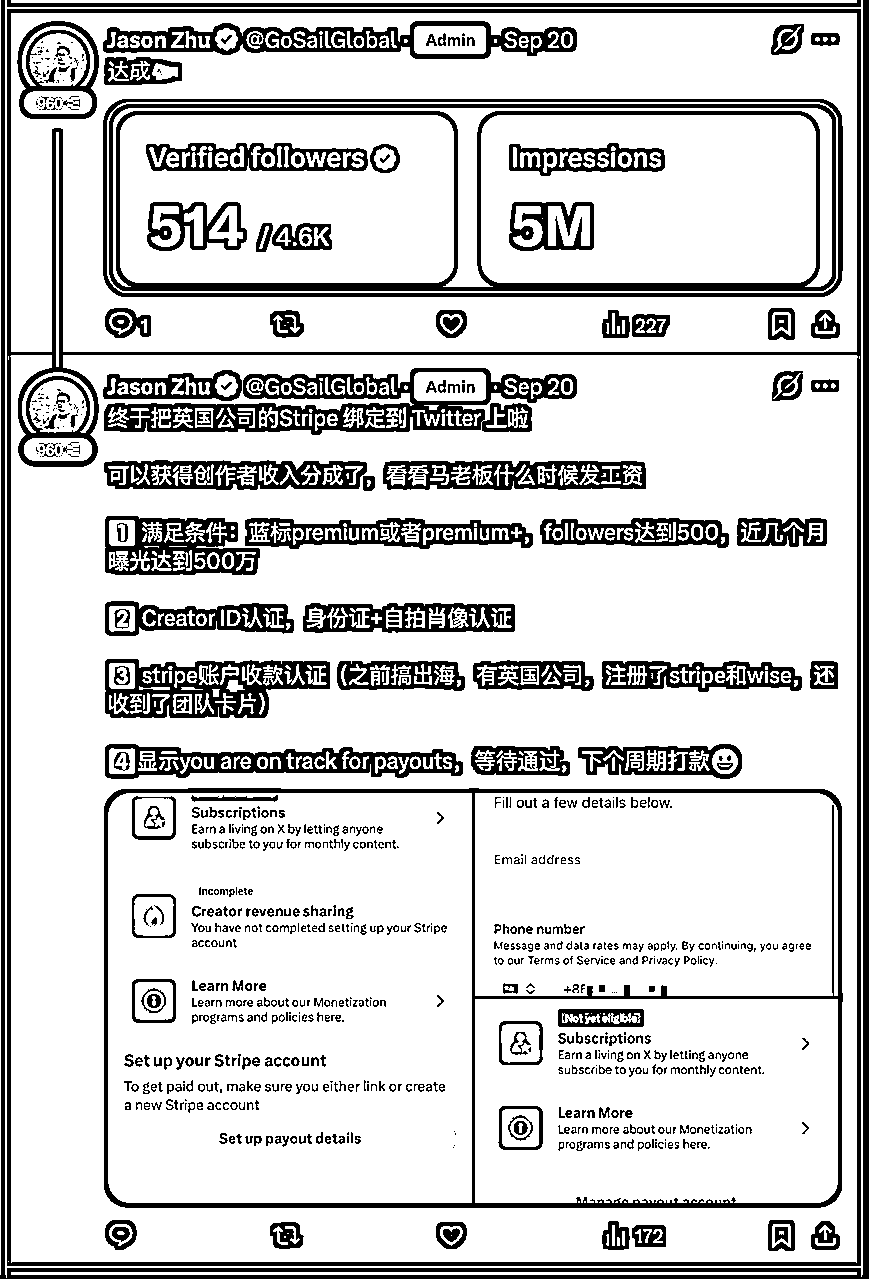 Jason Zhu @GoSailGlobal · Admin · Sep 20
达成
Verified followers
Impressions
514 / 4.6K
5M
1
227
Jason Zhu @GoSailGlobal · Admin · Sep 20
终于把英国公司的Stripe 绑定到 Twitter 上啦
可以获得创作者收入分成了，看看马老板什么时候发工资
1 满足条件：蓝标premium或者premium+，followers达到500，近几个月
曝光达到500万
2 Creator ID认证，身份证+自拍肖像认证
3 stripe账户收款认证（之前搞出海，有英国公司，注册了stripe和wise，还
收到了团队卡片）
4 显示you are on track for payouts，等待通过，下个周期打款
Subscriptions
Earn a living on X by letting anyone
subscribe to you for monthly content.
Incomplete
Creator revenue sharing
You have not completed setting up your Stripe
account
Learn More
Learn more about our Monetization
programs and policies here.
Set up your Stripe account
To get paid out, make sure you either link or create
a new Stripe account
Set up payout details
Fill out a few details below.
Email address
Phone number
Message and data rates may apply. By continuing, you agree
to our Terms of Service and Privacy Policy.
Not yet eligible
Subscriptions
Earn a living on X by letting anyone
subscribe to you for monthly content.
Learn More
Learn more about our Monetization
programs and policies here.
Manage payout account
172